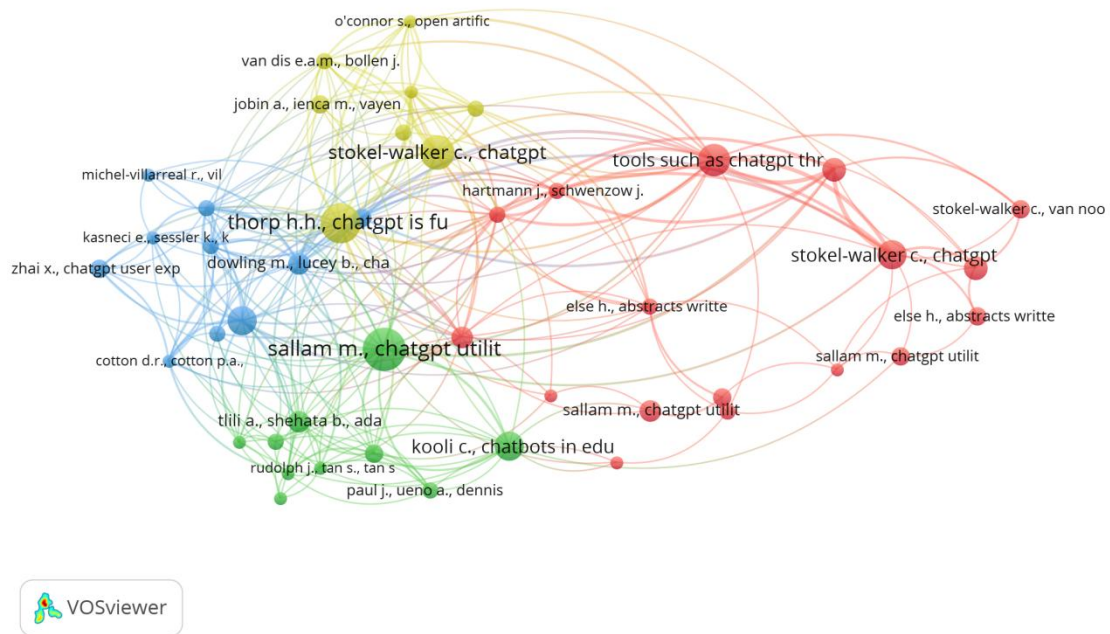 o'connor s., open artific
van dis e.a.m., bollen j.
jobin a., ienca m., vayen
stokel-walker c., chatgpt
tools such as chatgpt thr
michel-villarreal r., vil
hartmann j., schwenzow j.
stokel-walker c., van noo
thorp h.h., chatgpt is fu
kasneci e., sessler k., k
zhai x., chatgpt user exp
dowling m., lucey b., cha
stokel-walker c., chatgpt
else h., abstracts writte
else h., abstracts writte
sallam m., chatgpt utilit
cotton d.r., cotton p.a.,
sallam m., chatgpt utilit
sallam m., chatgpt utilit
tlili a., shehata b., ada
kooli c., chatbots in edu
rudolph j., tan s., tan s
paul j., ueno a., dennis
VOSviewer